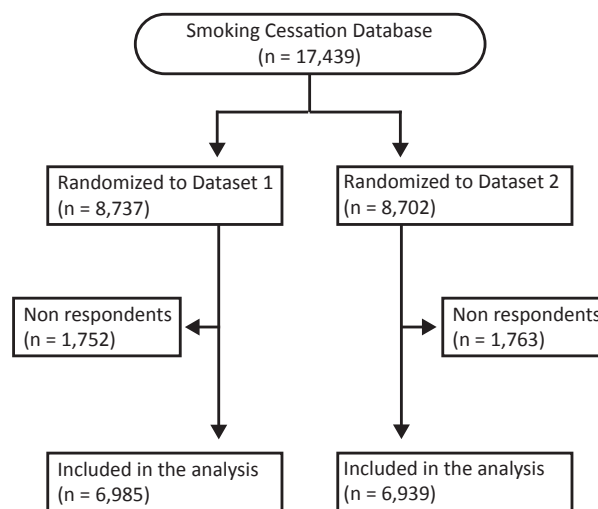 Smoking Cessation Database
(n = 17,439)
Randomized to Dataset 1
(n = 8,737)
Randomized to Dataset 2
(n = 8,702)
Non respondents
(n = 1,752)
Non respondents
(n = 1,763)
Included in the analysis
(n = 6,985)
Included in the analysis
(n = 6,939)